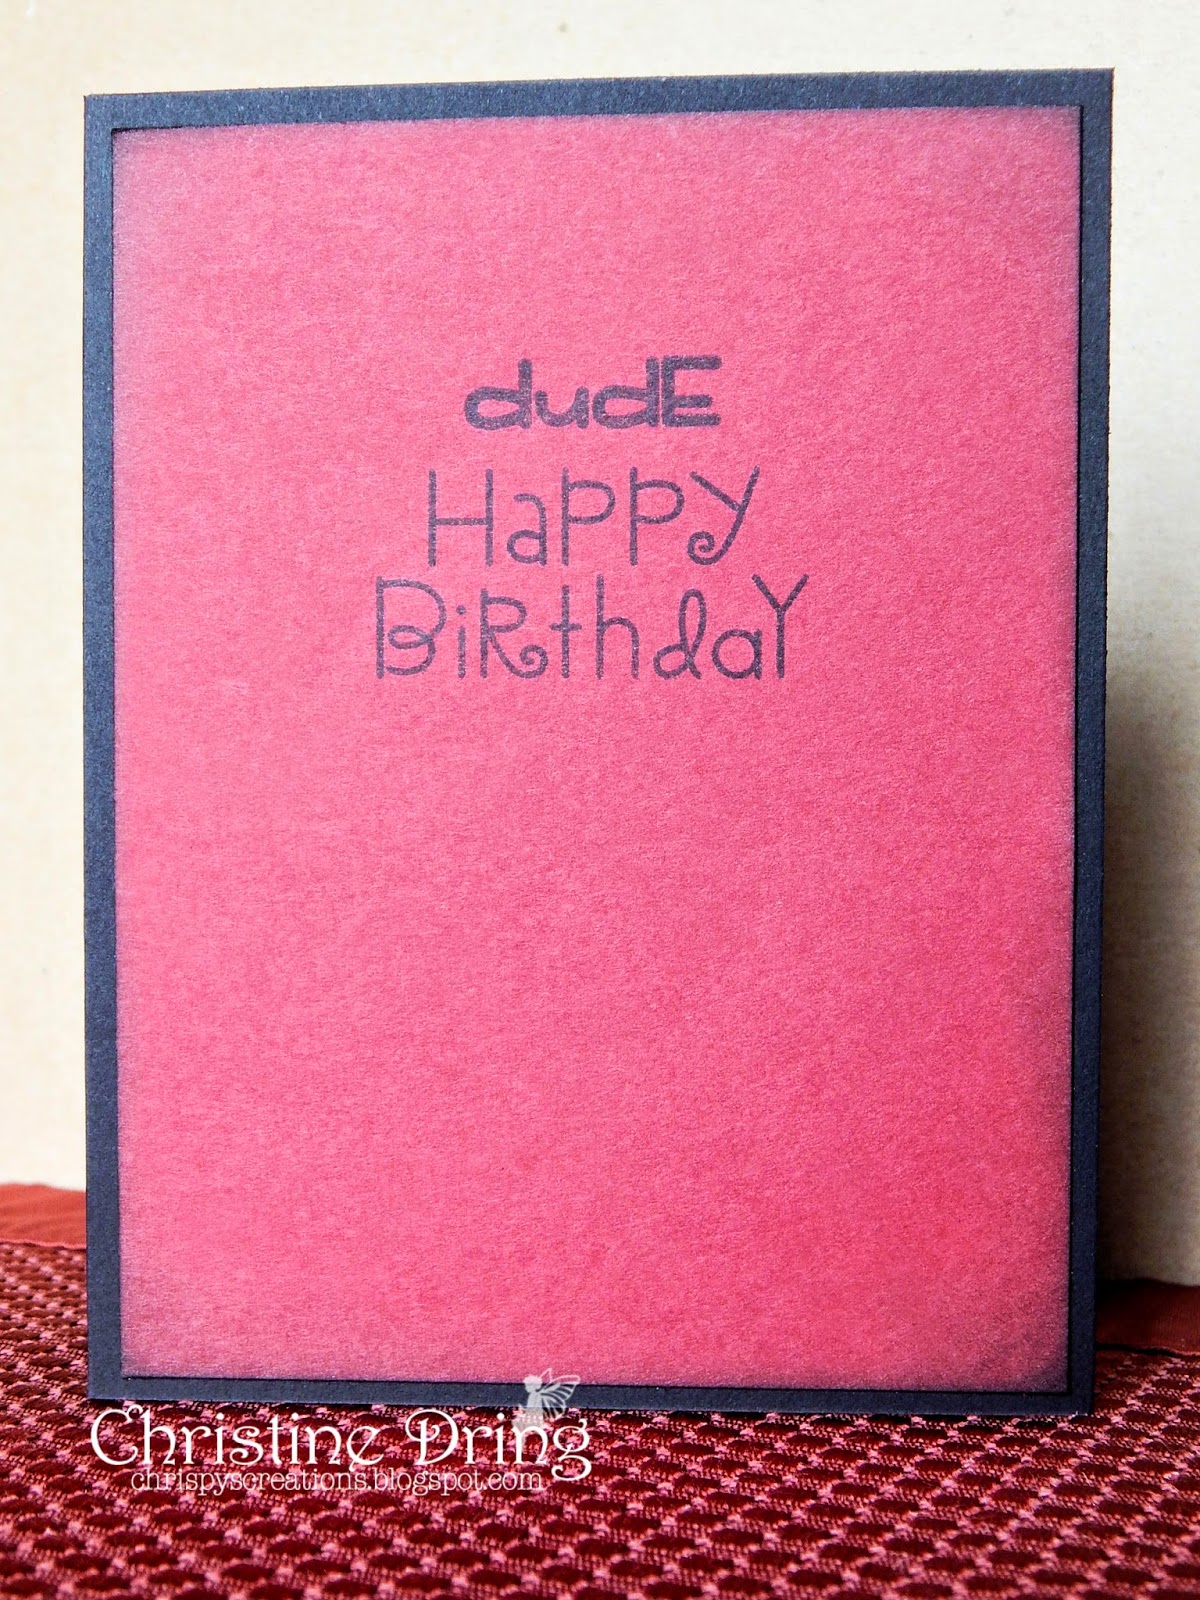 dudE
Happy
BiRthdaY
Christine Dring
chrispyscreations.blogspot.com